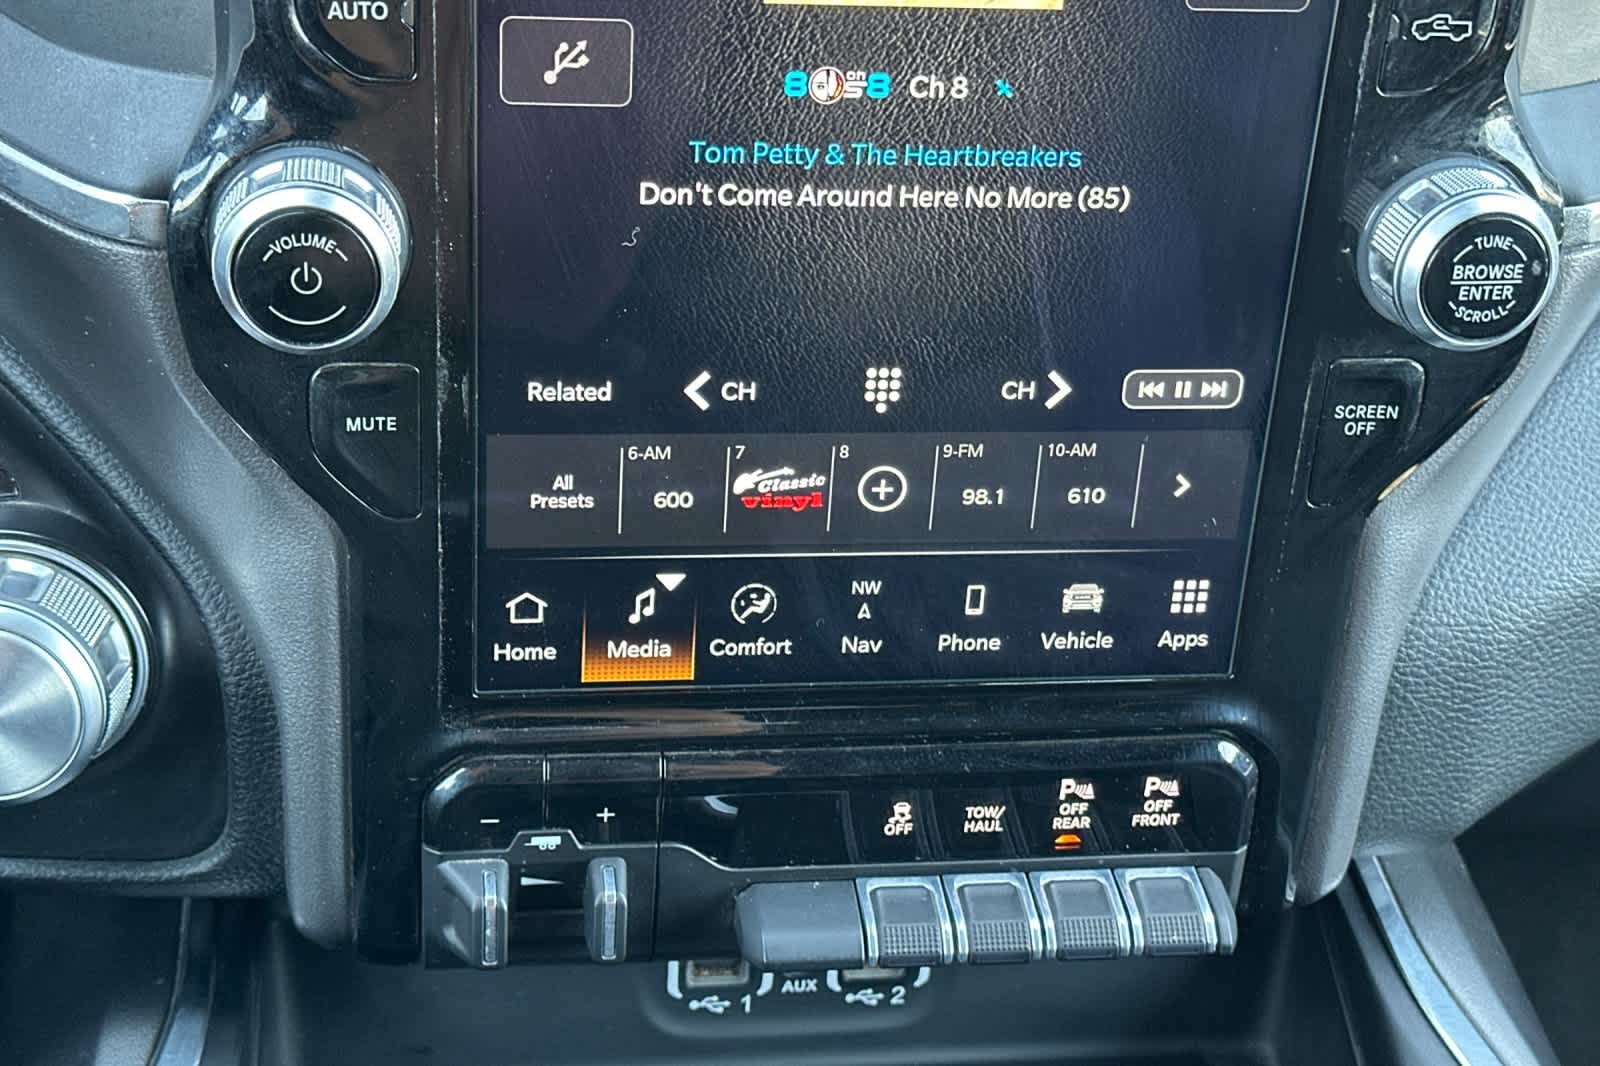 AUTO
80s on 8 Ch 8
Tom Petty & The Heartbreakers
Don't Come Around Here No More (85)
VOLUME
TUNE
BROWSE
ENTER
SCROLL
MUTE
SCREEN
OFF
Related
CH
CH
All
Presets
6-AM
600
7
Classic
vinyl
8
9-FM
98.1
10-AM
610
Home
Media
Comfort
NW
Nav
Phone
Vehicle
Apps
OFF
TOW/
HAUL
P
OFF
REAR
P
OFF
FRONT
1
AUX
2